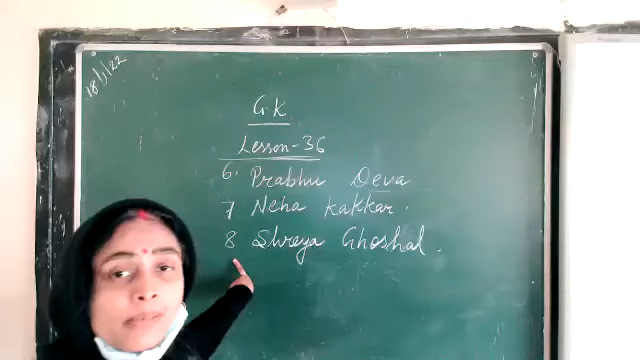 18/1/22
G.K
Lesson-36
6. Prabhu Deva
7 Neha Kakkar.
8 Shreya Ghoshal.